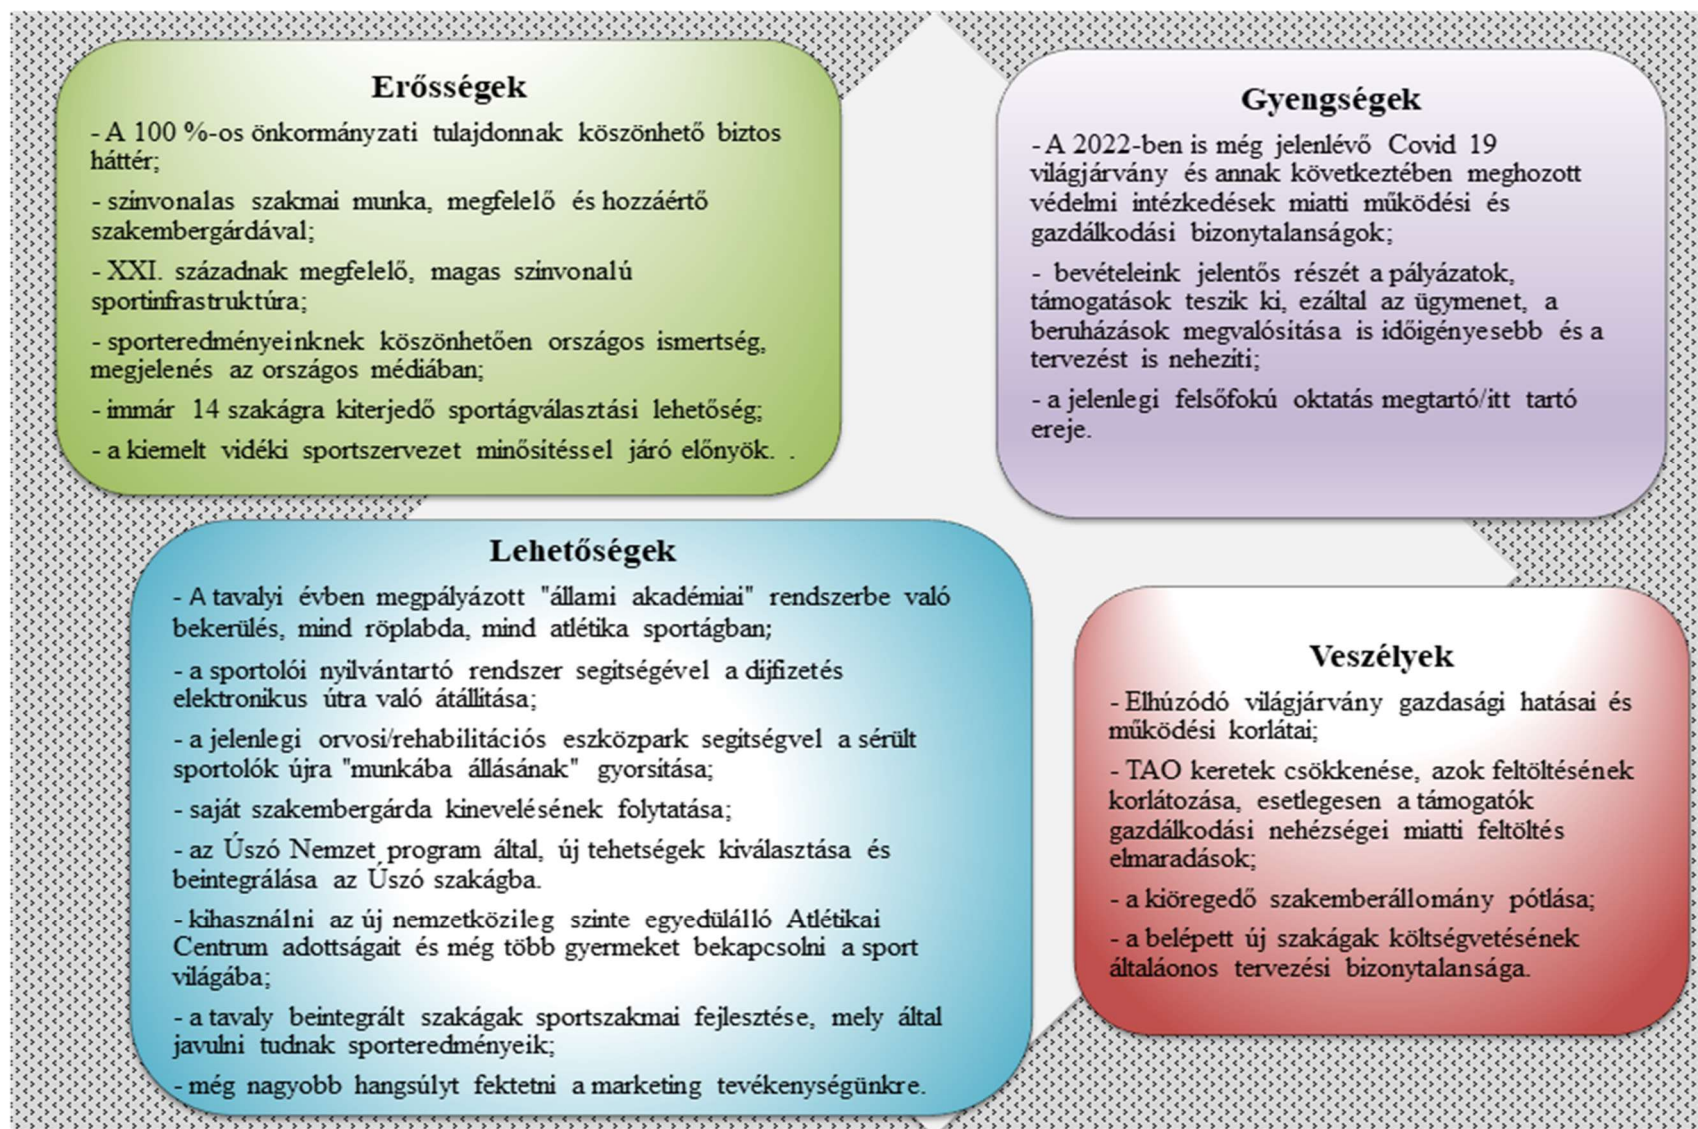 Erősségek
- A 100 %-os önkormányzati tulajdonnak köszönhető biztos
háttér;
- szinvonalas szakmai munka, megfelelő és hozzáértő
szakembergárdával;
- XXI. századnak megfelelő, magas szinvonalú
sportinfrastruktúra;
- sporteredményeinknek köszönhetően országos ismertség,
megjelenés az országos médiában;
- immár 14 szakágra kiterjedő sportágválasztási lehetőség;
- a kiemelt vidéki sportszervezet minősitéssel járó előnyök. .
Gyengségek
- A 2022-ben is még jelenlévő Covid 19
világjárvány és annak következtében meghozott
védelmi intézkedések miatti működési és
gazdálkodási bizonytalanságok;
- bevételeink jelentős részét a pályázatok,
támogatások teszik ki, ezáltal az ügymenet, a
beruházások megvalósitása is időigényesebb és a
tervezést is neheziti;
- a jelenlegi felsőfokú oktatás megtartó/itt tartó
ereje.
Lehetőségek
- A tavalyi évben megpályázott "állami akadémiai" rendszerbe való
bekerülés, mind röplabda, mind atlétika sportágban;
- a sportolói nyilvántartó rendszer segitségével a dijfizetés
elektronikus útra való átállítása;
- a jelenlegi orvosi/rehabilitációs eszközpark segitségvel a sérült
sportolók újra "munkába állásának" gyorsitása;
- saját szakembergárda kinevelésének folytatása;
- az Úszó Nemzet program által, új tehetségek kiválasztása és
beintegrálása az Úszó szakágba.
- kihasználni az új nemzetközileg szinte egyedülálló Atlétikai
Centrum adottságait és még több gyermeket bekapcsolni a sport
világába;
- a tavaly beintegrált szakágak sportszakmai fejlesztése, mely által
javulni tudnak sporteredményeik;
- még nagyobb hangsúlyt fektetni a marketing tevékenységünkre.
Veszélyek
- Elhúzódó világjárvány gazdasági hatásai és
működési korlátai;
- TAO keretek csökkenése, azok feltöltésének
korlátozása, esetlegesen a támogatók
gazdálkodási nehézségei miatti feltöltés
elmaradások;
- a kiöregedő szakemberállomány pótlása;
- a belépett új szakágak költségvetésének
általáonos tervezési bizonytalansága.